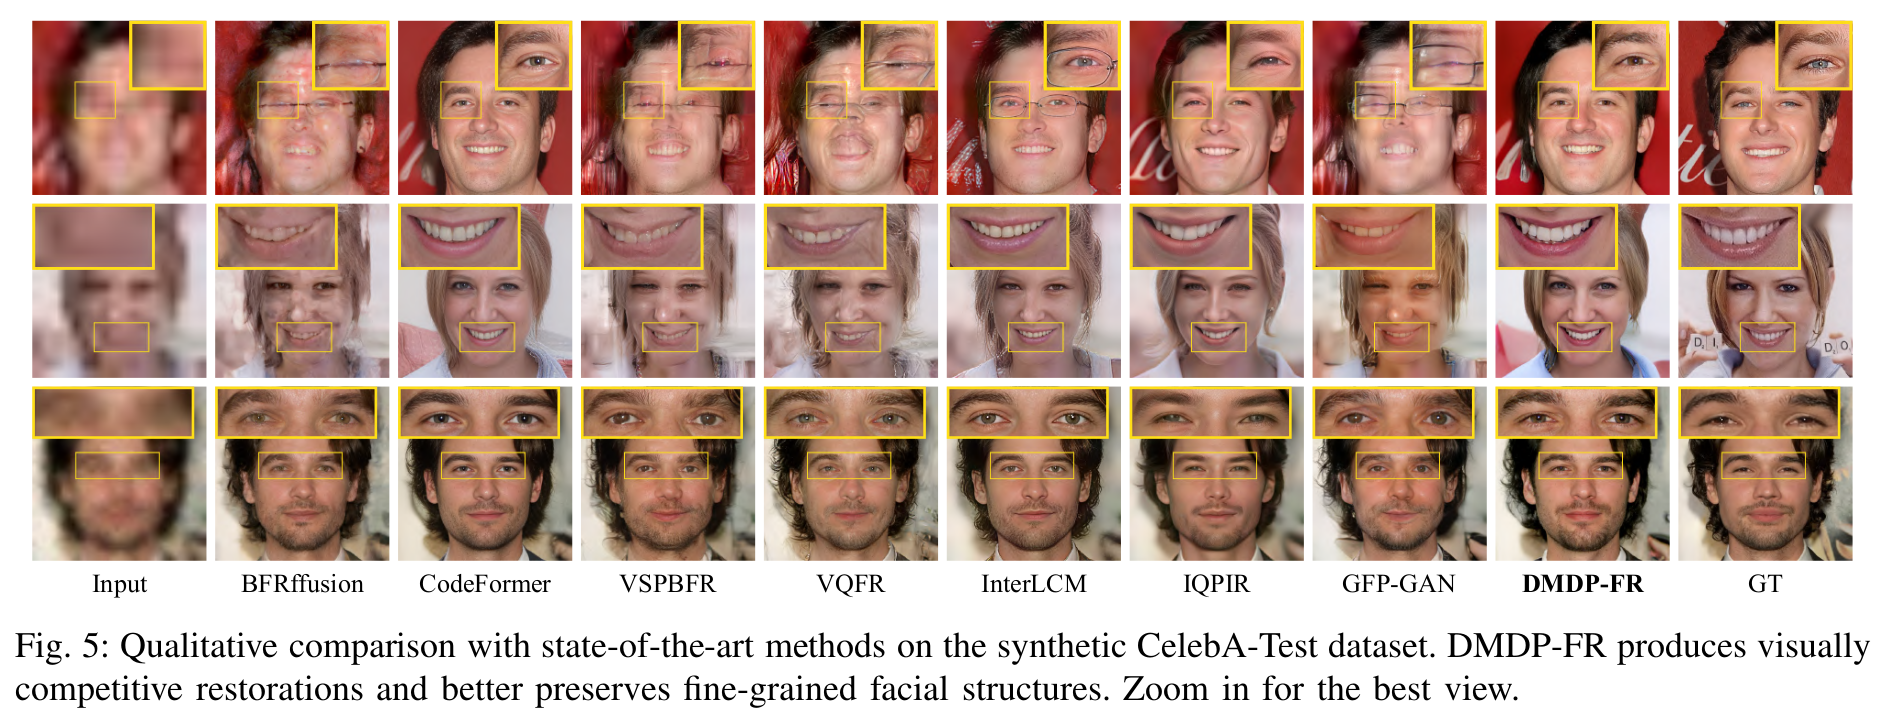 D, I,
D, O,
Input BFRffusion CodeFormer VSPBFR VQFR InterLCM IQPIR GFP-GAN DMDP-FR GT
Fig. 5: Qualitative comparison with state-of-the-art methods on the synthetic CelebA-Test dataset. DMDP-FR produces visually
competitive restorations and better preserves fine-grained facial structures. Zoom in for the best view.